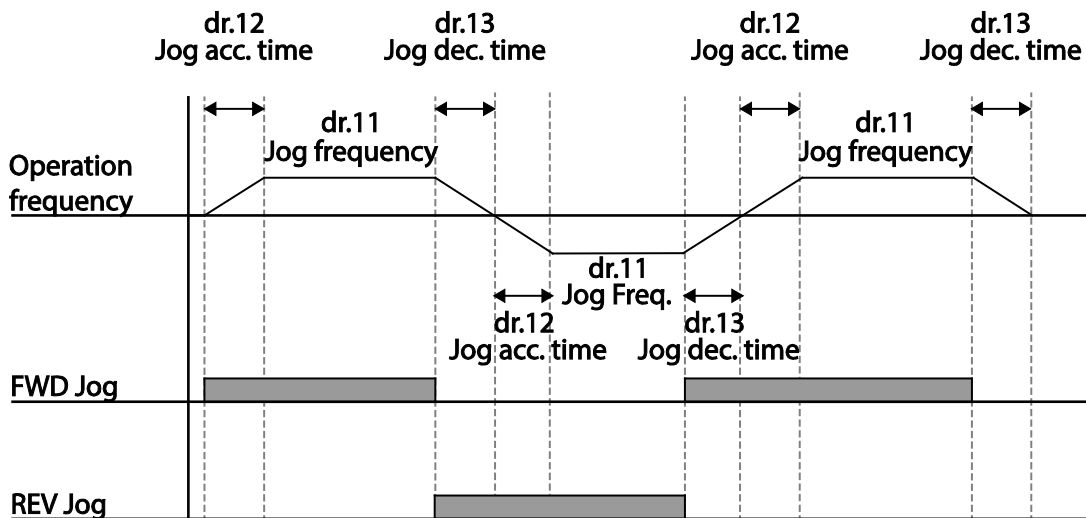 dr.12
Jog acc. time
dr.13
Jog dec. time
dr.12
Jog acc. time
dr.13
Jog dec. time
dr.11
Jog frequency
dr.11
Jog frequency
Operation
frequency
dr.11
Jog Freq.
dr.12
Jog acc. time
dr.13
Jog dec. time
FWD Jog
REV Jog